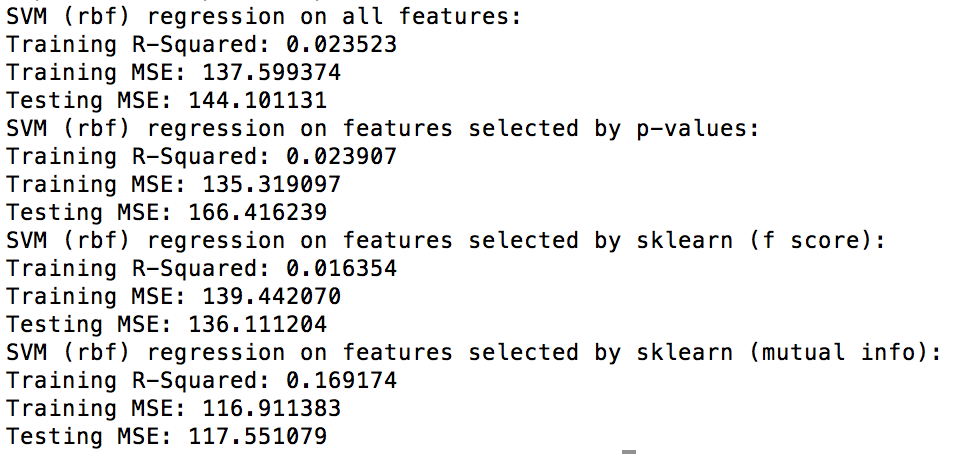 SVM (rbf) regression on all features:
Training R-Squared: 0.023523
Training MSE: 137.599374
Testing MSE: 144.101131
SVM (rbf) regression on features selected by p-values:
Training R-Squared: 0.023907
Training MSE: 135.319097
Testing MSE: 166.416239
SVM (rbf) regression on features selected by sklearn (f score):
Training R-Squared: 0.016354
Training MSE: 139.442070
Testing MSE: 136.111204
SVM (rbf) regression on features selected by sklearn (mutual info):
Training R-Squared: 0.169174
Training MSE: 116.911383
Testing MSE: 117.551079